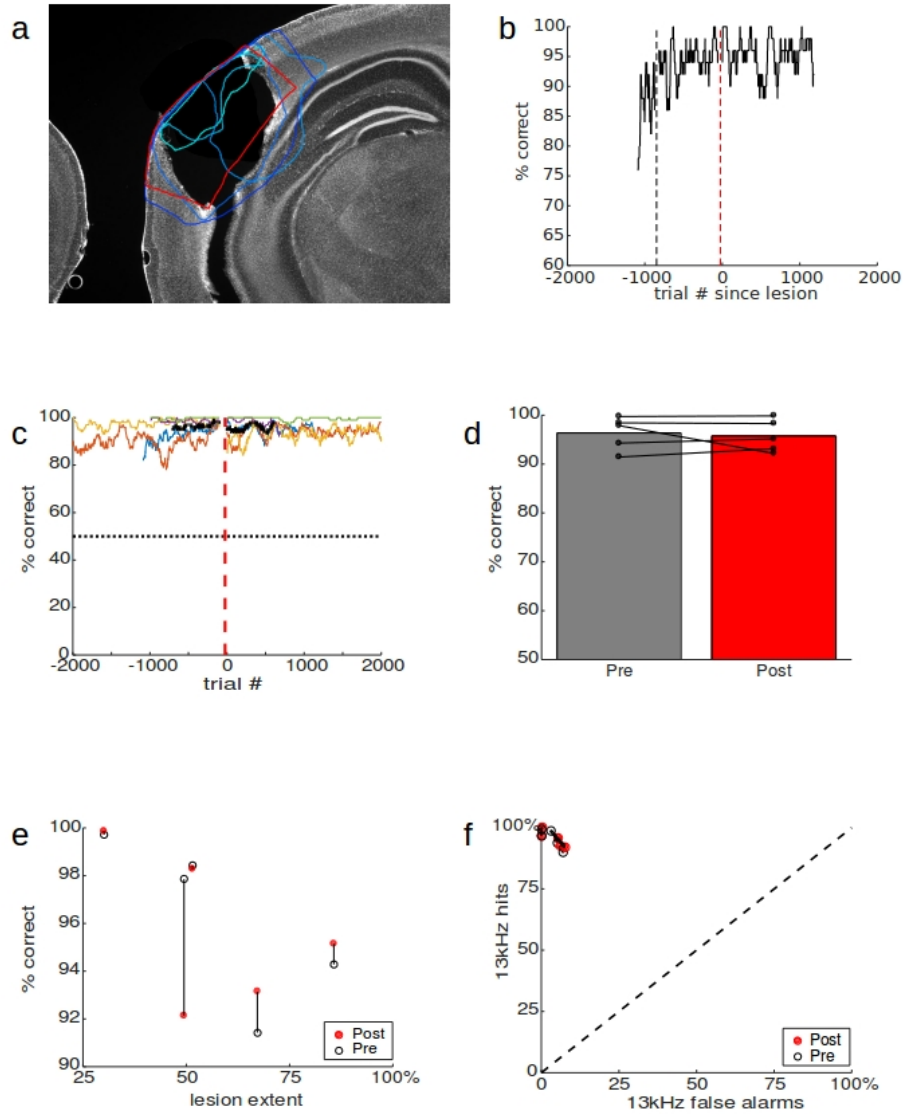 a
b
100
95
90
85
80
75
70
65
60
% correct
-2000
-1000
0
1000
2000
trial # since lesion
c
100
80
60
40
20
0
% correct
-2000
-1000
0
1000
2000
trial #
d
100
90
80
70
60
50
% correct
Pre
Post
e
100
98
96
94
92
90
% correct
25
50
75
100%
lesion extent
Post
Pre
f
100%
75
50
25
0
13kHz hits
0
25
50
75
100%
13kHz false alarms
Post
Pre